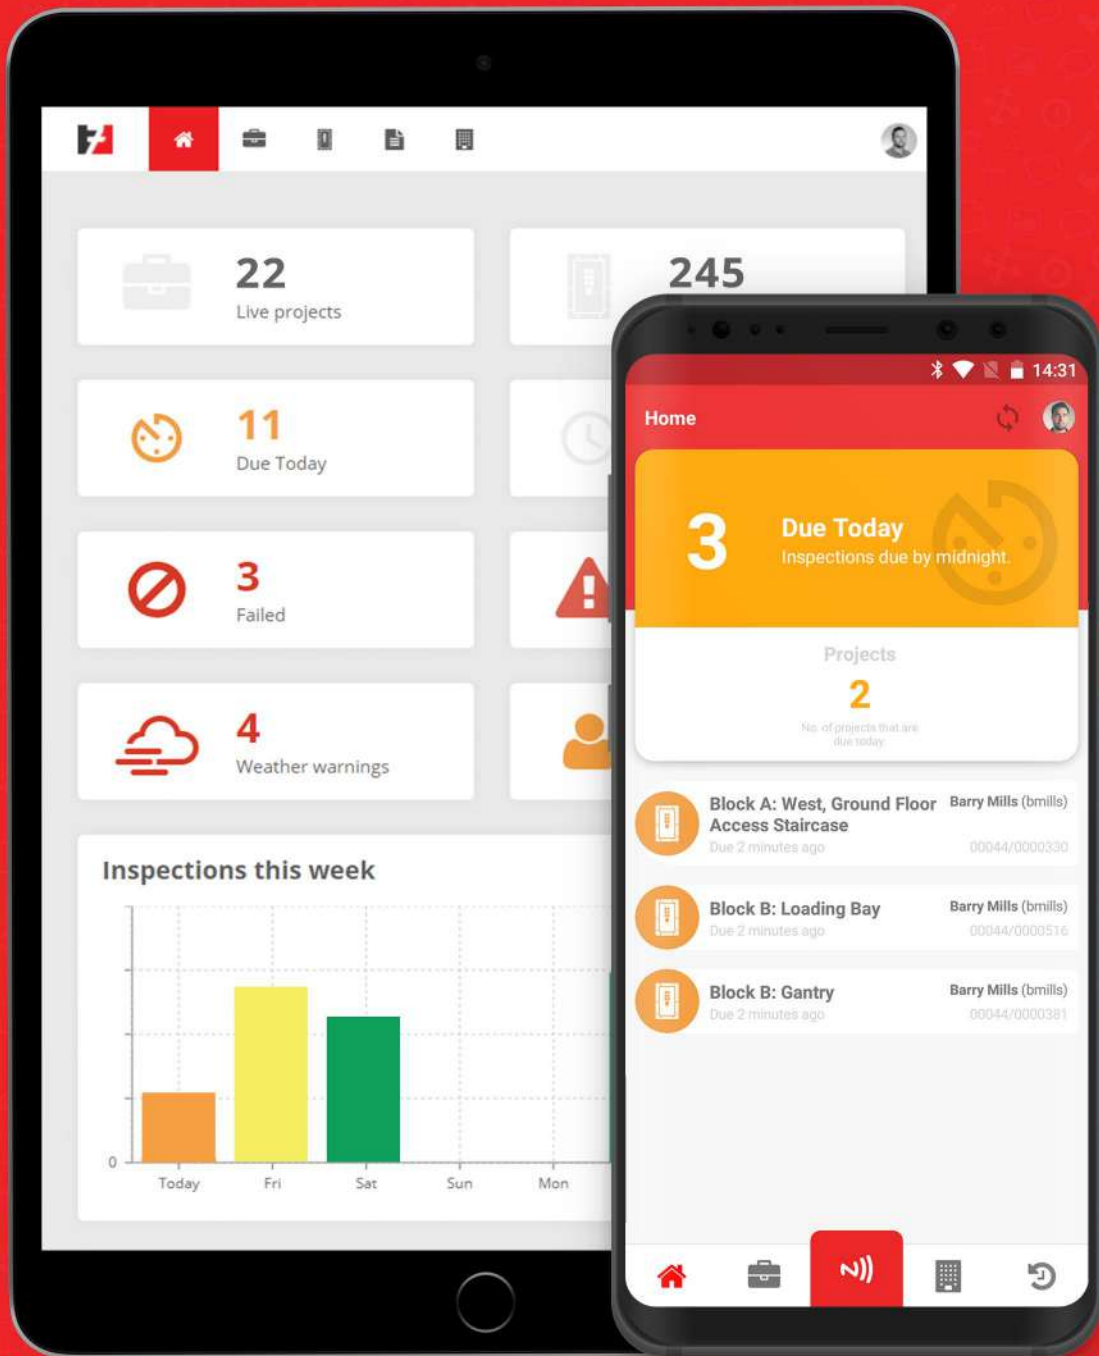 22
Live projects
245
11
Due Today
3
Failed
4
Weather warnings
Inspections this week
0
Today Fri Sat Sun Mon
14:31
Home
3
Due Today
Inspections due by midnight.
Projects
2
No. of projects that are
due today
Block A: West, Ground Floor
Access Staircase
Barry Mills (bmills)
Due 2 minutes ago
00044/0000330
Block B: Loading Bay
Barry Mills (bmills)
Due 2 minutes ago
00044/0000516
Block B: Gantry
Barry Mills (bmills)
Due 2 minutes ago
00044/0000381